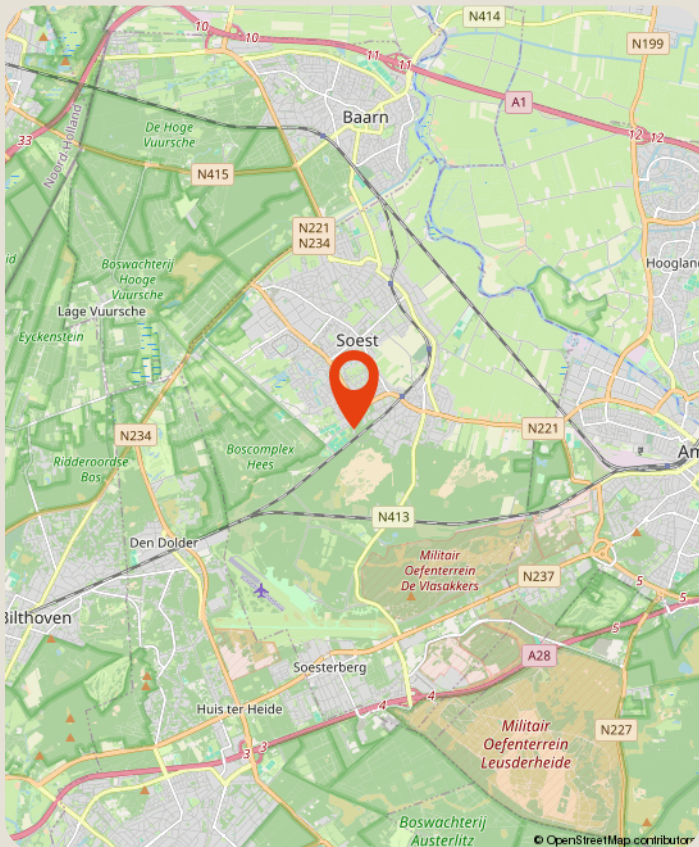 N414
10
10
N199
11
11
A1
Baarn
De Hoge
Vuursche
33
12
12
Noord-Holland
N415
N221
N234
Boswachterij
Hooge
Vuursche
Hoogland
Lage Vuursche
Eyckenstein
Soest
N234
N221
Boscomplex
Hees
Ridderoordse
Bos
Am
N413
Den Dolder
Militair
Oefenterrein
De Vlasakkers
N237
5
5
5
Bilthoven
A28
Soesterberg
4
4
Huis ter Heide
N227
Militair
Oefenterrein
Leusderheide
3
3
Boswachterij
Austerlitz
© OpenStreetMap contributors